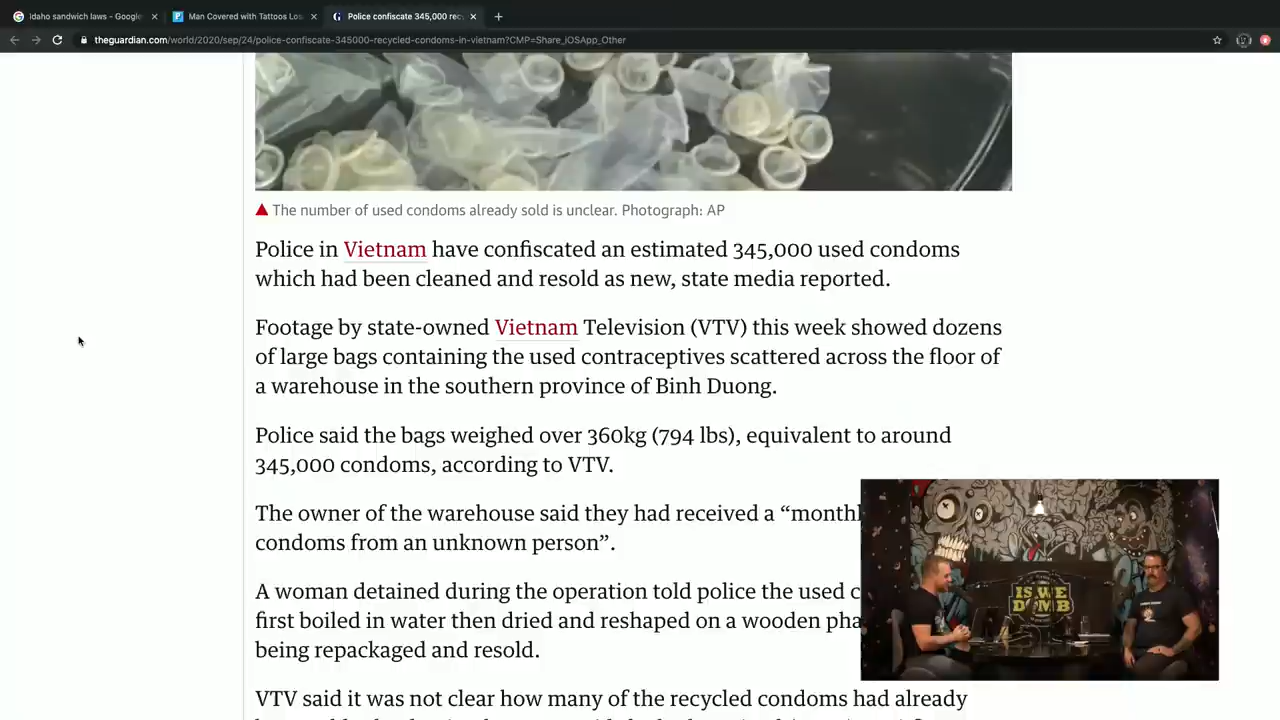 Idaho sandwich laws - Google
Man Covered with Tattoos Los
Police confiscate 345,000 rec
theguardian.com/world/2020/sep/24/police-confiscate-345000-recycled-condoms-in-vietnam?CMP=Share_iOSApp_Other
The number of used condoms already sold is unclear. Photograph: AP
Police in Vietnam have confiscated an estimated 345,000 used condoms
which had been cleaned and resold as new, state media reported.
Footage by state-owned Vietnam Television (VTV) this week showed dozens
of large bags containing the used contraceptives scattered across the floor of
a warehouse in the southern province of Binh Duong.
Police said the bags weighed over 360kg (794 lbs), equivalent to around
345,000 condoms, according to VTV.
The owner of the warehouse said they had received a “monthl
condoms from an unknown person”.
A woman detained during the operation told police the used c
first boiled in water then dried and reshaped on a wooden pha
being repackaged and resold.
VTV said it was not clear how many of the recycled condoms had already
IS WE
DOMB